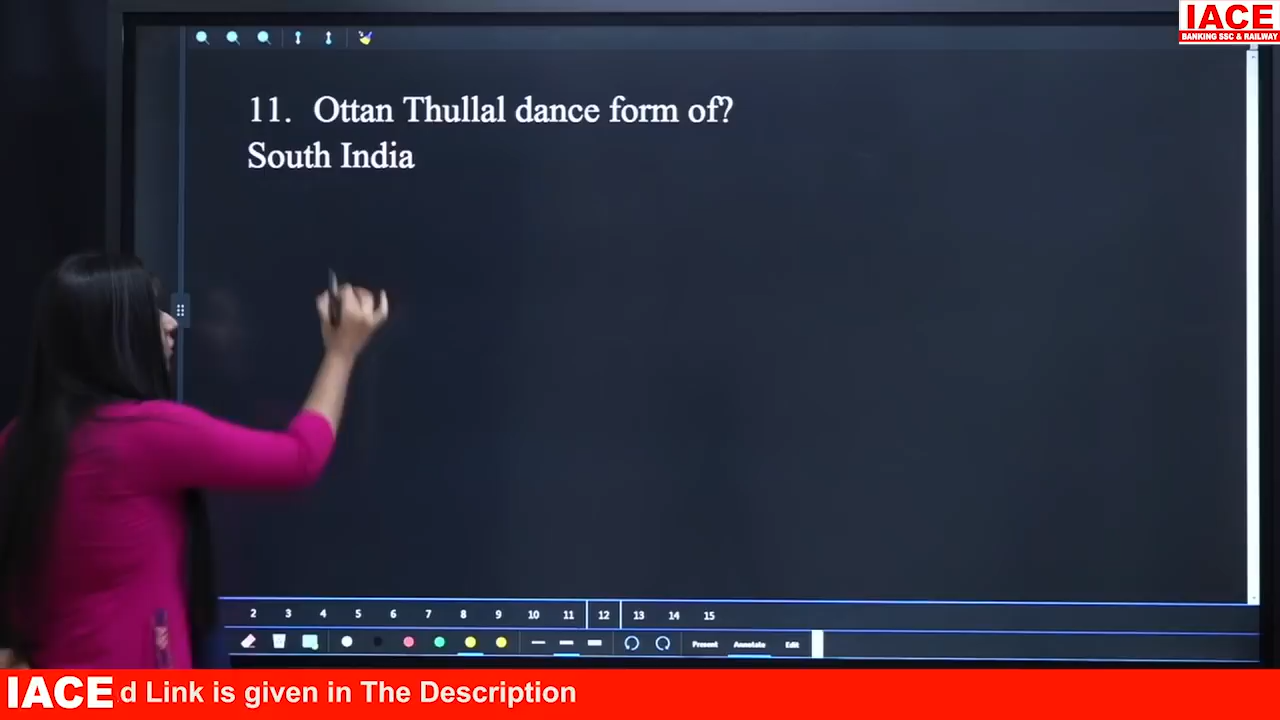 IACE
BANKING SSC & RAILWAY
11. Ottan Thullal dance form of?
South India
2 3 4 5 6 7 8 9 10 11 12 13 14 15
Present Annotate Edit
IACE d Link is given in The Description